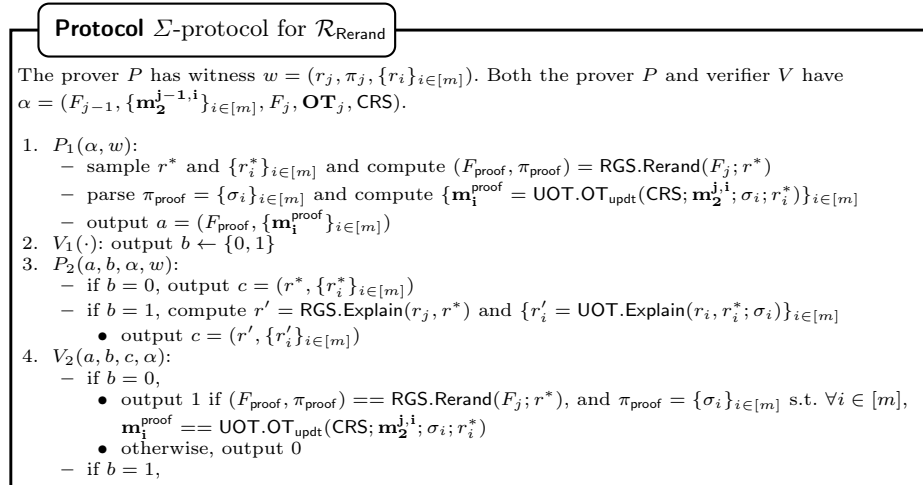 Protocol Σ-protocol for 𝓡_Rerand
The prover P has witness w = (r_j, π_j, {r_i}_{i∈[m]}). Both the prover P and verifier V have
α = (F_{j−1}, {m_2^{j−1,i}}_{i∈[m]}, F_j, OT_j, CRS).
1. P_1(α, w):
– sample r* and {r_i^*}_{i∈[m]} and compute (F_proof, π_proof) = RGS.Rerand(F_j; r*)
– parse π_proof = {σ_i}_{i∈[m]} and compute {m_i^proof = UOT.OT_updt(CRS; m_2^{j,i}; σ_i; r_i^*)}_{i∈[m]}
– output a = (F_proof, {m_i^proof}_{i∈[m]})
2. V_1(·): output b ← {0, 1}
3. P_2(a, b, α, w):
– if b = 0, output c = (r*, {r_i^*}_{i∈[m]})
– if b = 1, compute r′ = RGS.Explain(r_j, r*) and {r_i′ = UOT.Explain(r_i, r_i^*; σ_i)}_{i∈[m]}
• output c = (r′, {r_i′}_{i∈[m]})
4. V_2(a, b, c, α):
– if b = 0,
• output 1 if (F_proof, π_proof) == RGS.Rerand(F_j; r*), and π_proof = {σ_i}_{i∈[m]} s.t. ∀i ∈ [m],
m_i^proof == UOT.OT_updt(CRS; m_2^{j,i}; σ_i; r_i^*)
• otherwise, output 0
– if b = 1,